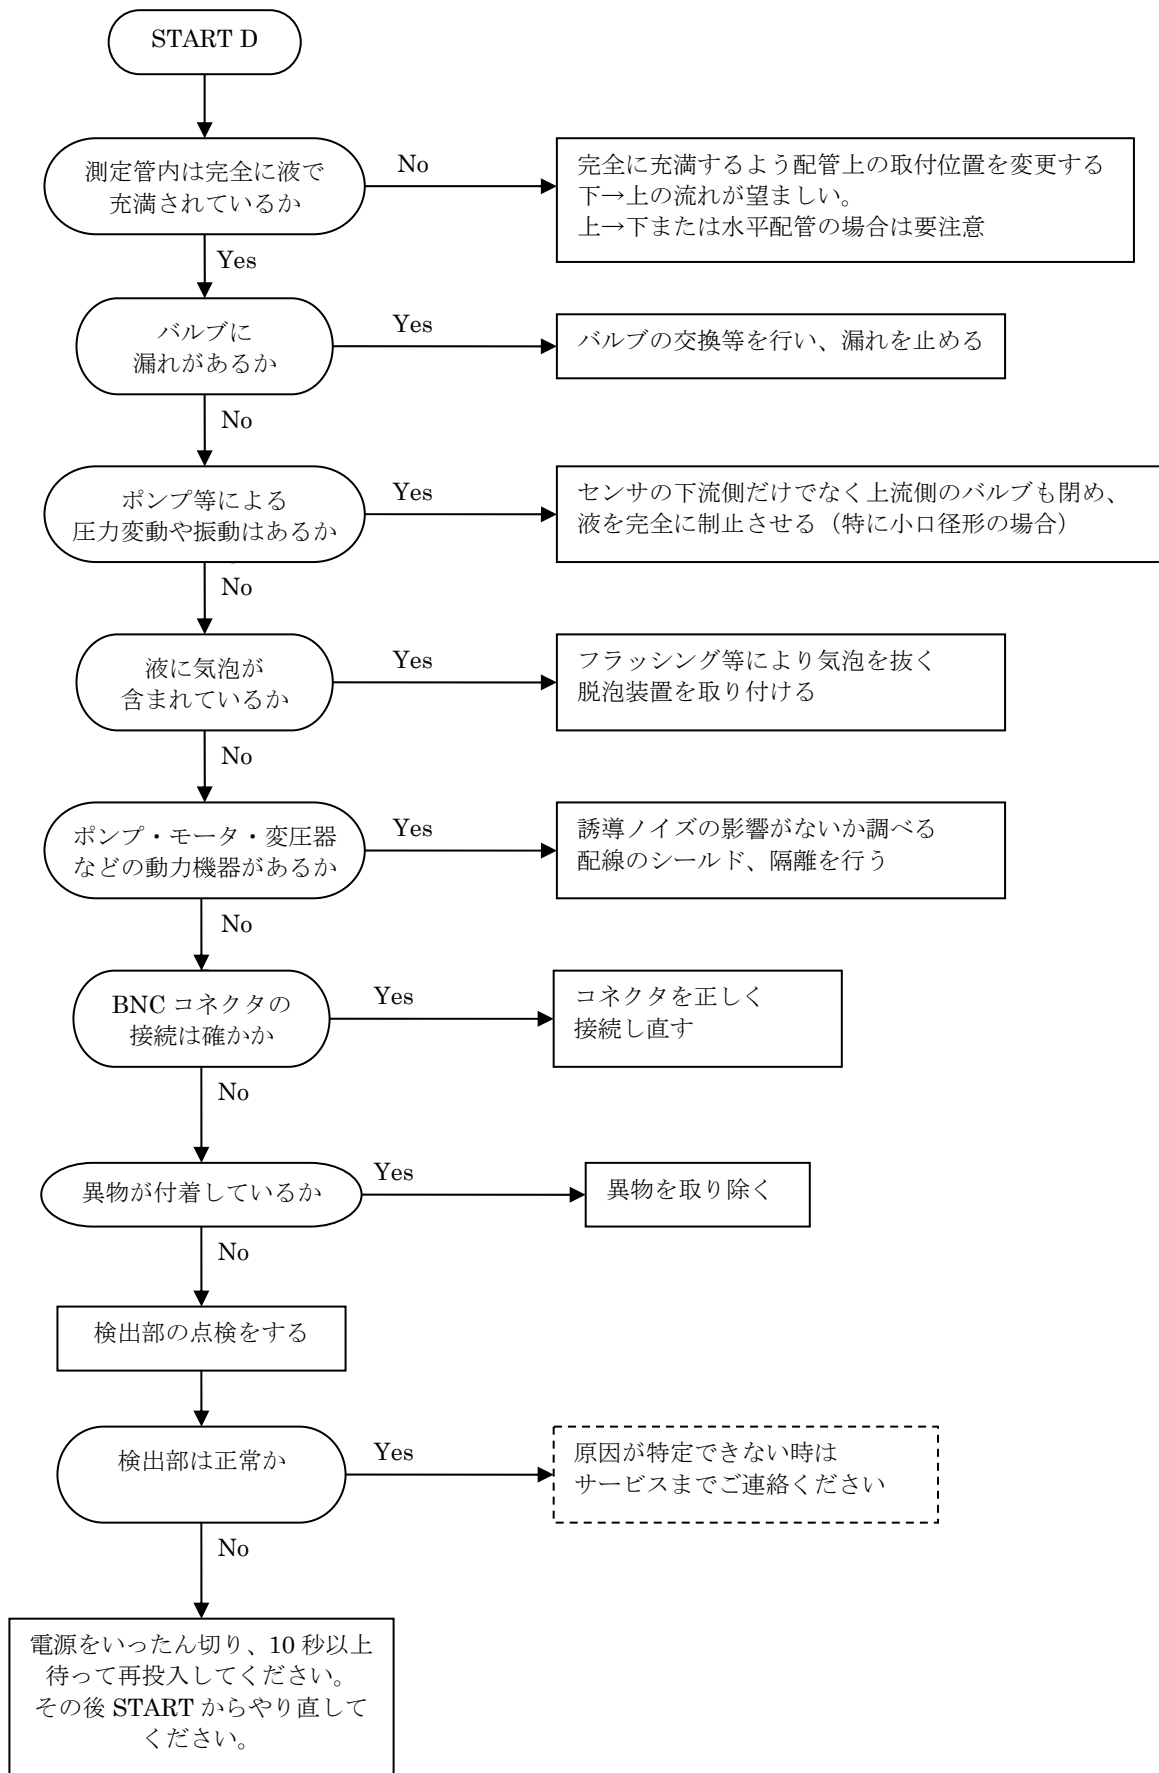 START D
測定管内は完全に液で
充満されているか
No
完全に充満するよう配管上の取付位置を変更する
下→上の流れが望ましい。
上→下または水平配管の場合は要注意
Yes
バルブに
漏れがあるか
Yes
バルブの交換等を行い、漏れを止める
No
ポンプ等による
圧力変動や振動はあるか
Yes
センサの下流側だけでなく上流側のバルブも閉め、
液を完全に制止させる（特に小口径形の場合）
No
液に気泡が
含まれているか
Yes
フラッシング等により気泡を抜く
脱泡装置を取り付ける
No
ポンプ・モータ・変圧器
などの動力機器があるか
Yes
誘導ノイズの影響がないか調べる
配線のシールド、隔離を行う
No
BNC コネクタの
接続は確かか
Yes
コネクタを正しく
接続し直す
No
異物が付着しているか
Yes
異物を取り除く
No
検出部の点検をする
検出部は正常か
Yes
原因が特定できない時は
サービスまでご連絡ください
No
電源をいったん切り、10 秒以上
待って再投入してください。
その後 START からやり直して
ください。